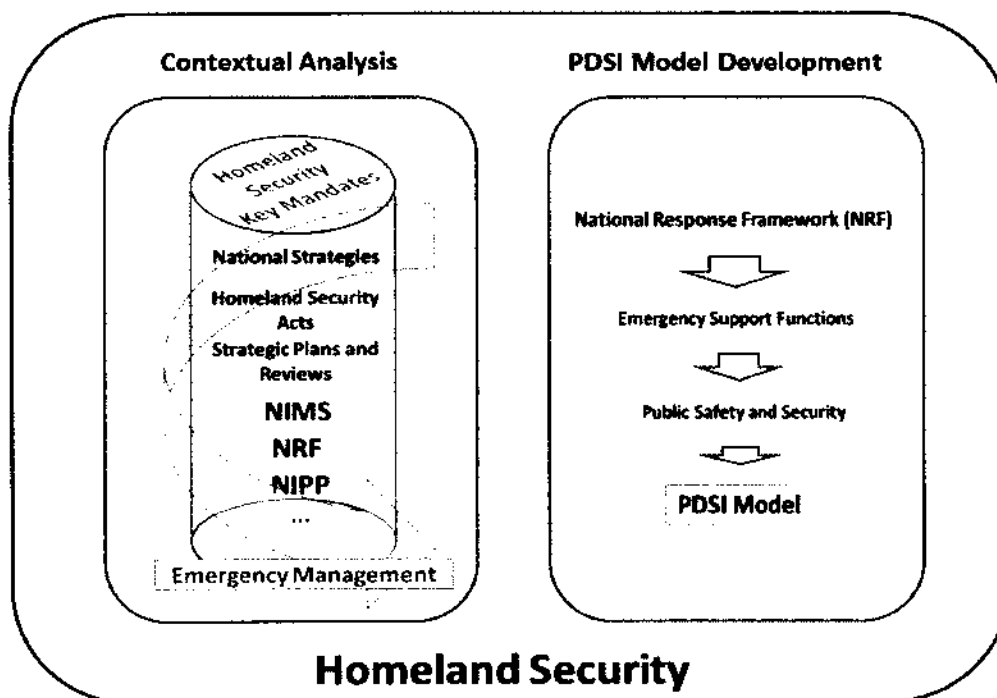 Contextual Analysis
Homeland
Security
Key Mandates
National Strategies
Homeland Security
Acts
Strategic Plans and
Reviews
NIMS
NRF
NIPP
...
Emergency Management
PDSI Model Development
National Response Framework (NRF)
Emergency Support Functions
Public Safety and Security
PDSI Model
Homeland Security